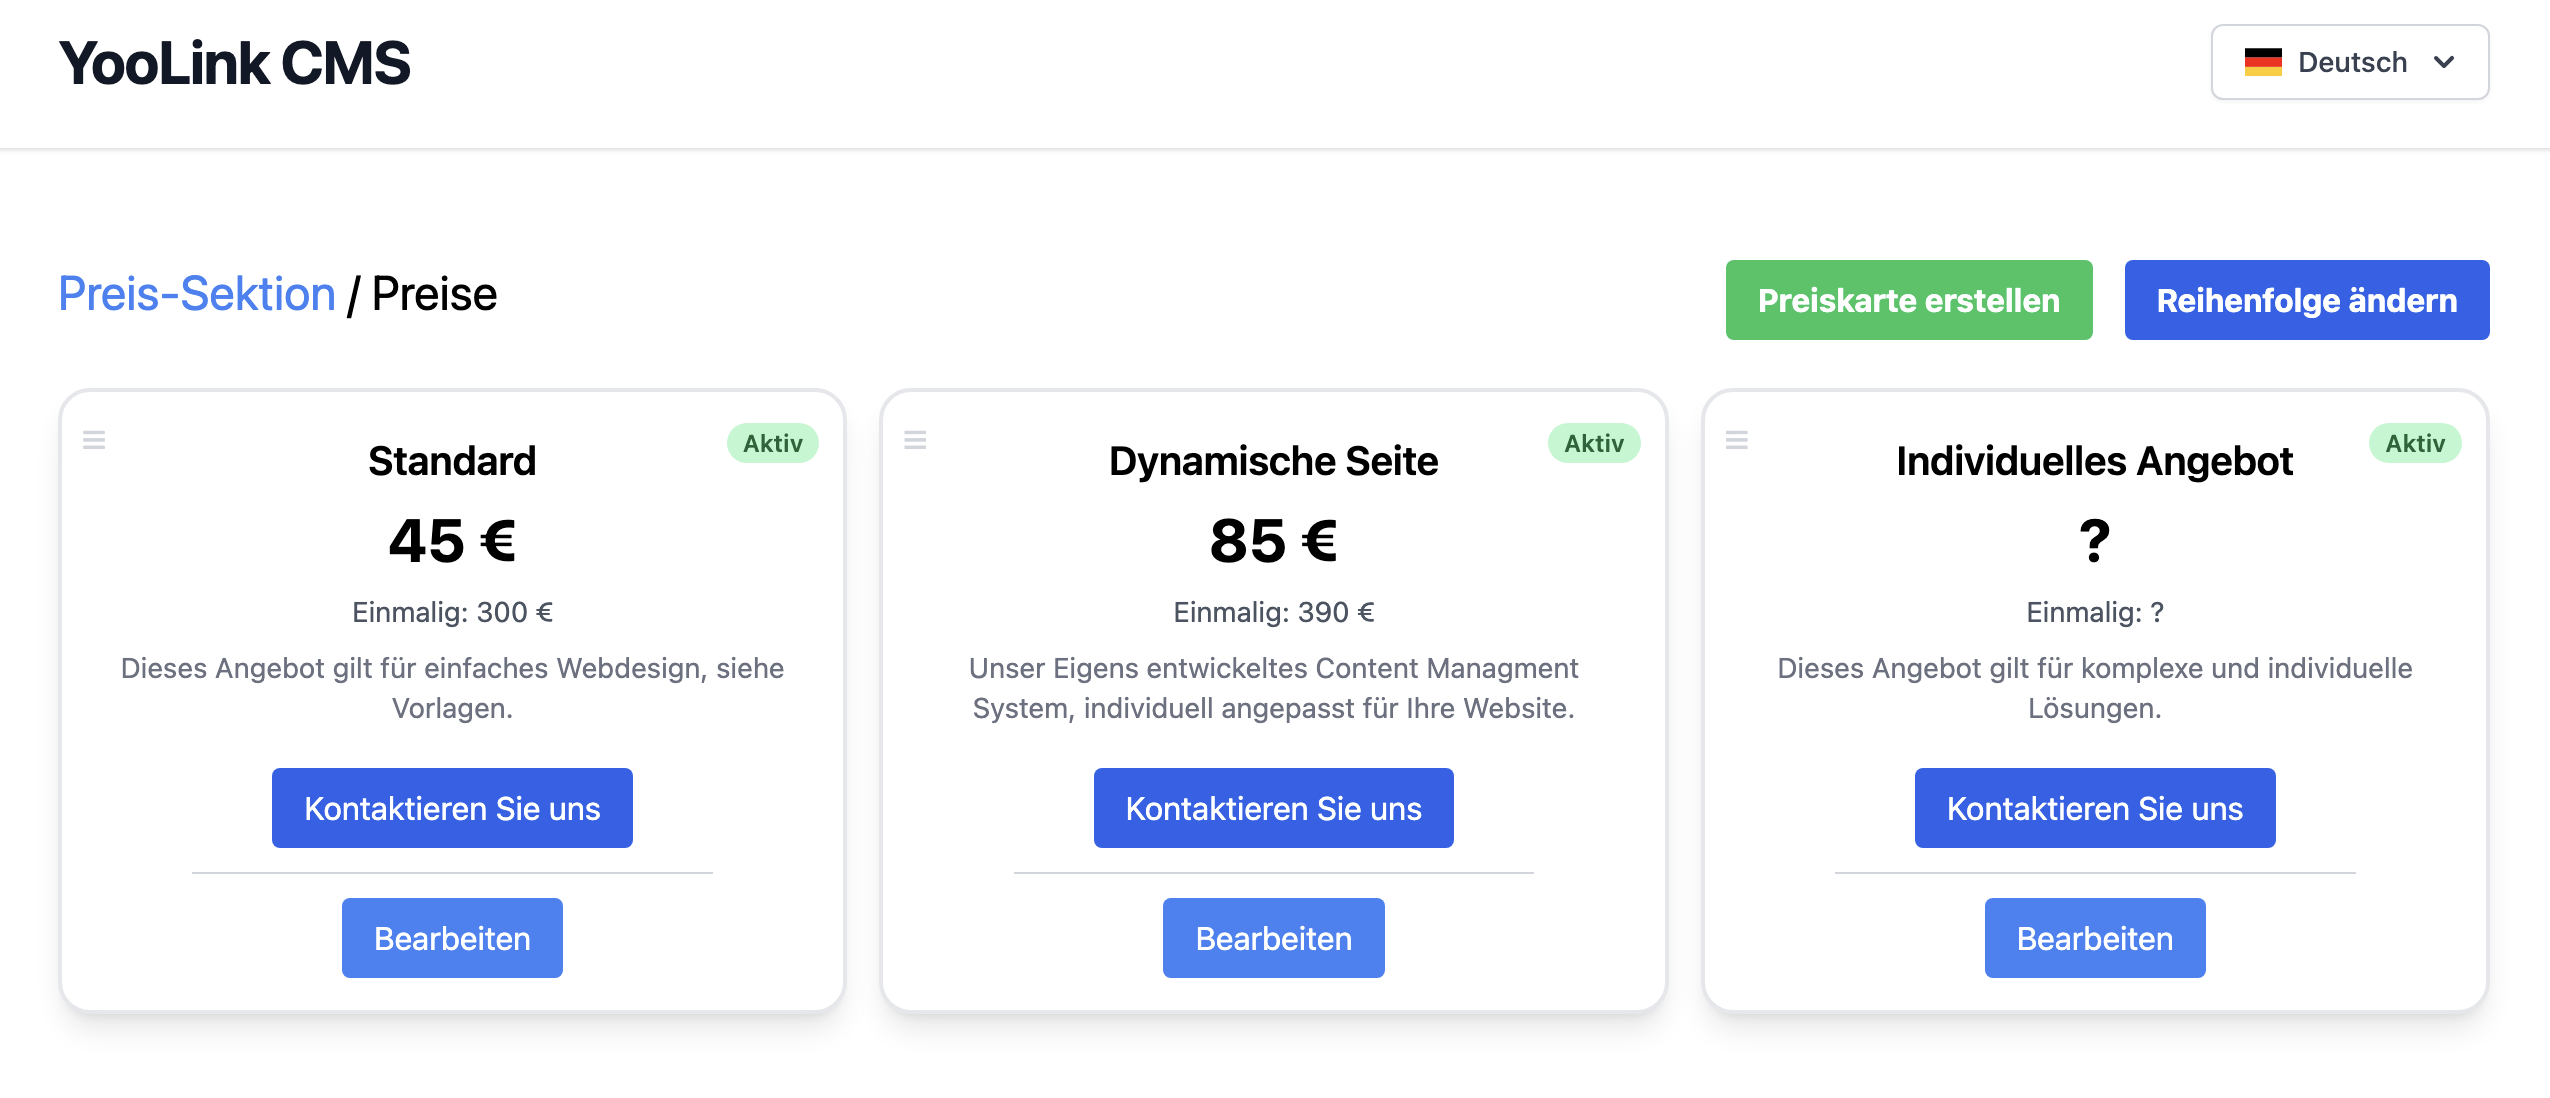 YooLink CMS
Deutsch
Preis-Sektion / Preise
Preiskarte erstellen
Reihenfolge ändern
Aktiv
Standard
45 €
Einmalig: 300 €
Dieses Angebot gilt für einfaches Webdesign, siehe
Vorlagen.
Kontaktieren Sie uns
Bearbeiten
Aktiv
Dynamische Seite
85 €
Einmalig: 390 €
Unser Eigens entwickeltes Content Managment
System, individuell angepasst für Ihre Website.
Kontaktieren Sie uns
Bearbeiten
Aktiv
Individuelles Angebot
?
Einmalig: ?
Dieses Angebot gilt für komplexe und individuelle
Lösungen.
Kontaktieren Sie uns
Bearbeiten